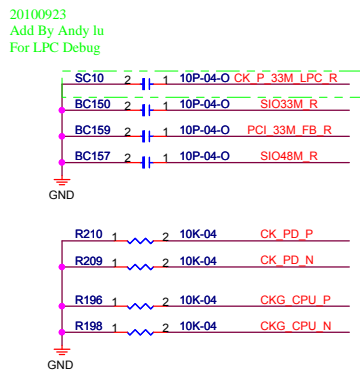 20100923
Add By Andy lu
For LPC Debug
SC10 2 1 10P-04-O CK_P_33M_LPC_R
BC150 2 1 10P-04-O SIO33M_R
BC159 2 1 10P-04-O PCI_33M_FB_R
BC157 2 1 10P-04-O SIO48M_R
GND
R210 1 2 10K-04 CK_PD_P
R209 1 2 10K-04 CK_PD_N
R196 1 2 10K-04 CKG_CPU_P
R198 1 2 10K-04 CKG_CPU_N
GND